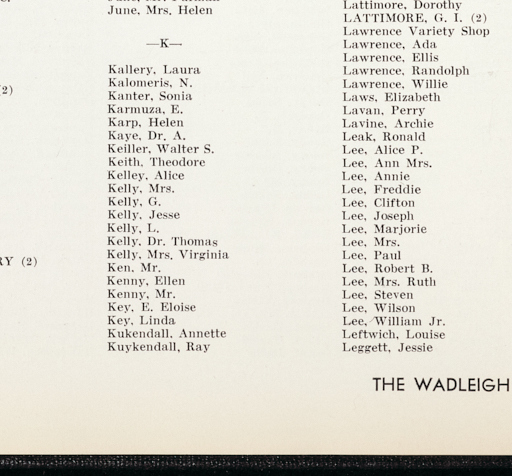 June, Mrs. Helen
—K—
Kallery, Laura
Kalomeris, N.
Kanter, Sonia
Karmuza, E.
Karp, Helen
Kaye, Dr. A.
Keiller, Walter S.
Keith, Theodore
Kelley, Alice
Kelly, Mrs.
Kelly, G.
Kelly, Jesse
Kelly, L.
Kelly, Dr. Thomas
Kelly, Mrs. Virginia
Ken, Mr.
Kenny, Ellen
Kenny, Mr.
Key, E. Eloise
Key, Linda
Kukendall, Annette
Kuykendall, Ray
(2)
RY (2)
Lattimore, Dorothy
LATTIMORE, G. I. (2)
Lawrence Variety Shop
Lawrence, Ada
Lawrence, Ellis
Lawrence, Randolph
Lawrence, Willie
Laws, Elizabeth
Lavan, Perry
Lavine, Archie
Leak, Ronald
Lee, Alice P.
Lee, Ann Mrs.
Lee, Annie
Lee, Freddie
Lee, Clifton
Lee, Joseph
Lee, Marjorie
Lee, Mrs.
Lee, Paul
Lee, Robert B.
Lee, Mrs. Ruth
Lee, Steven
Lee, Wilson
Lee, William Jr.
Leftwich, Louise
Leggett, Jessie
THE WADLEIGH